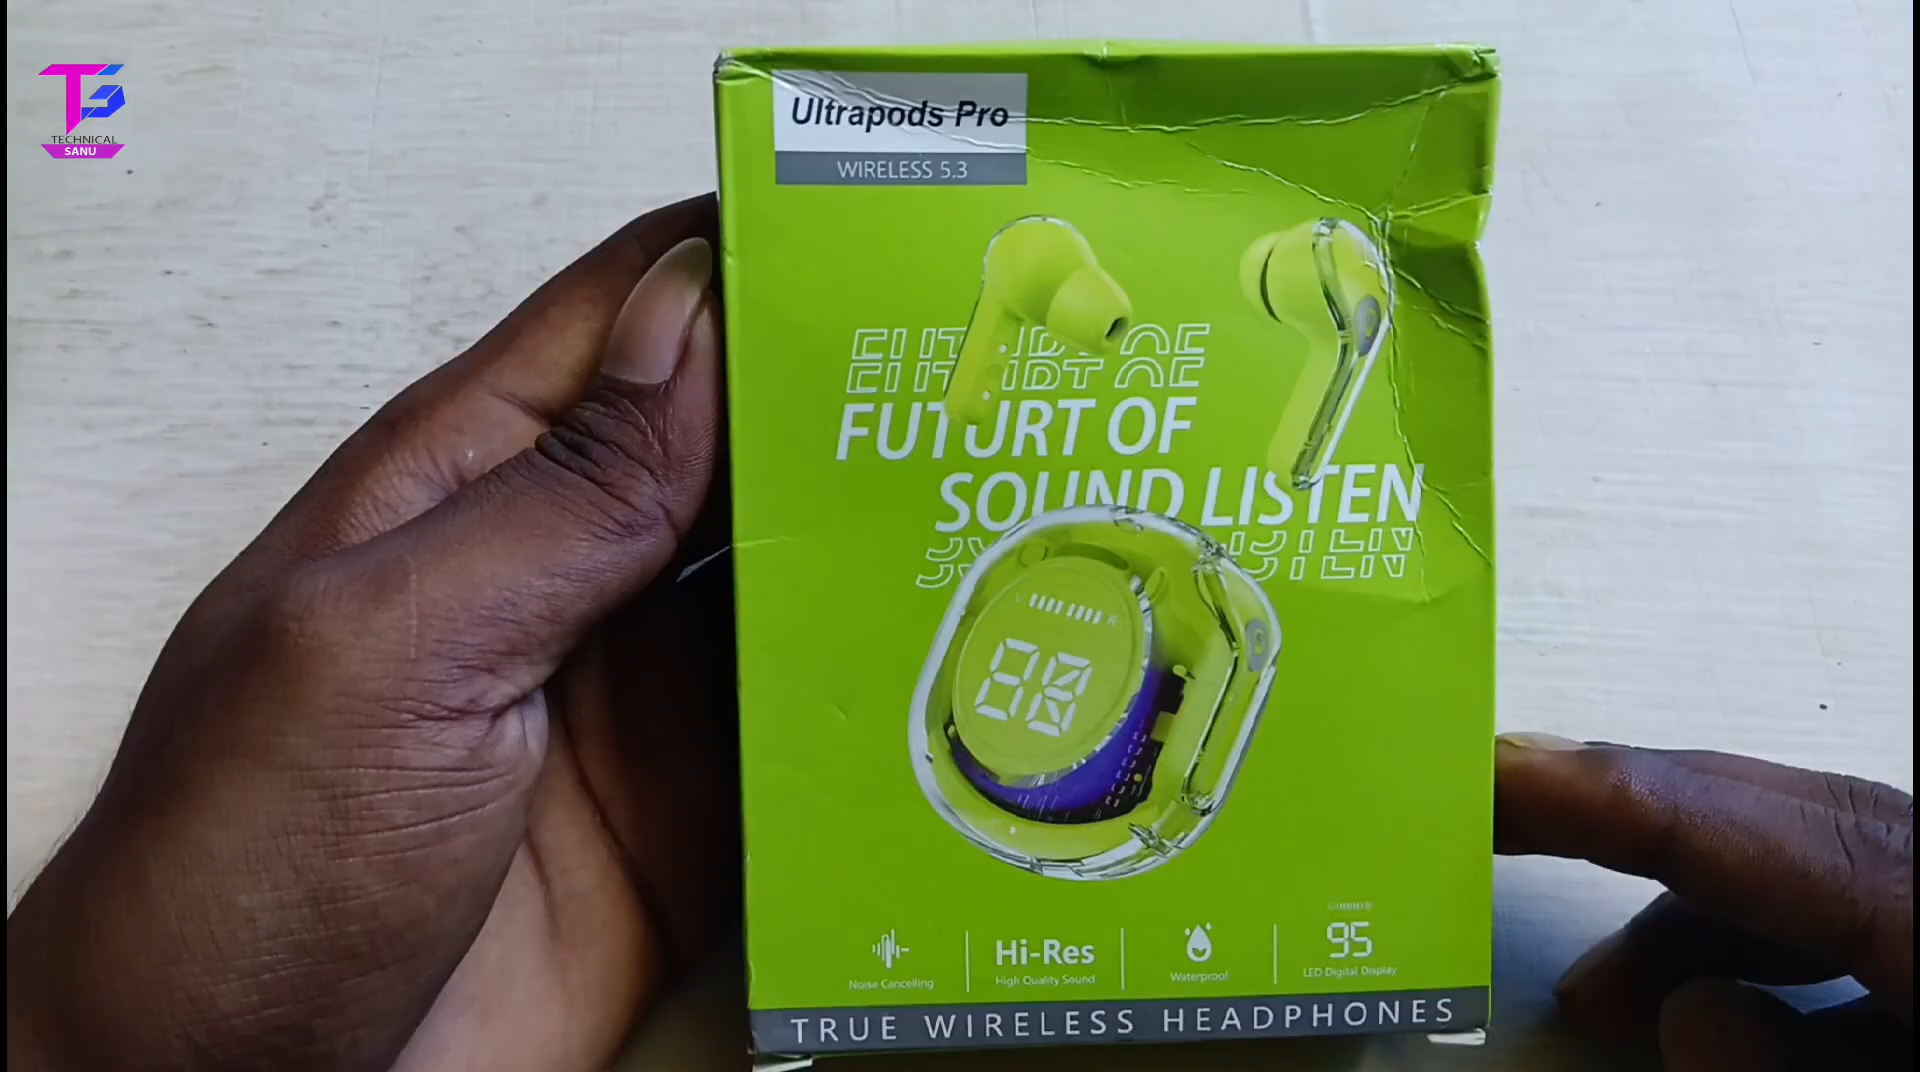 TECHNICAL
SANU
Ultrapods Pro
WIRELESS 5.3
FUTURT OF
SOUND LISTEN
L R
88
Noise Cancelling
Hi-Res
High Quality Sound
Waterproof
95
LED Digital Display
TRUE WIRELESS HEADPHONES